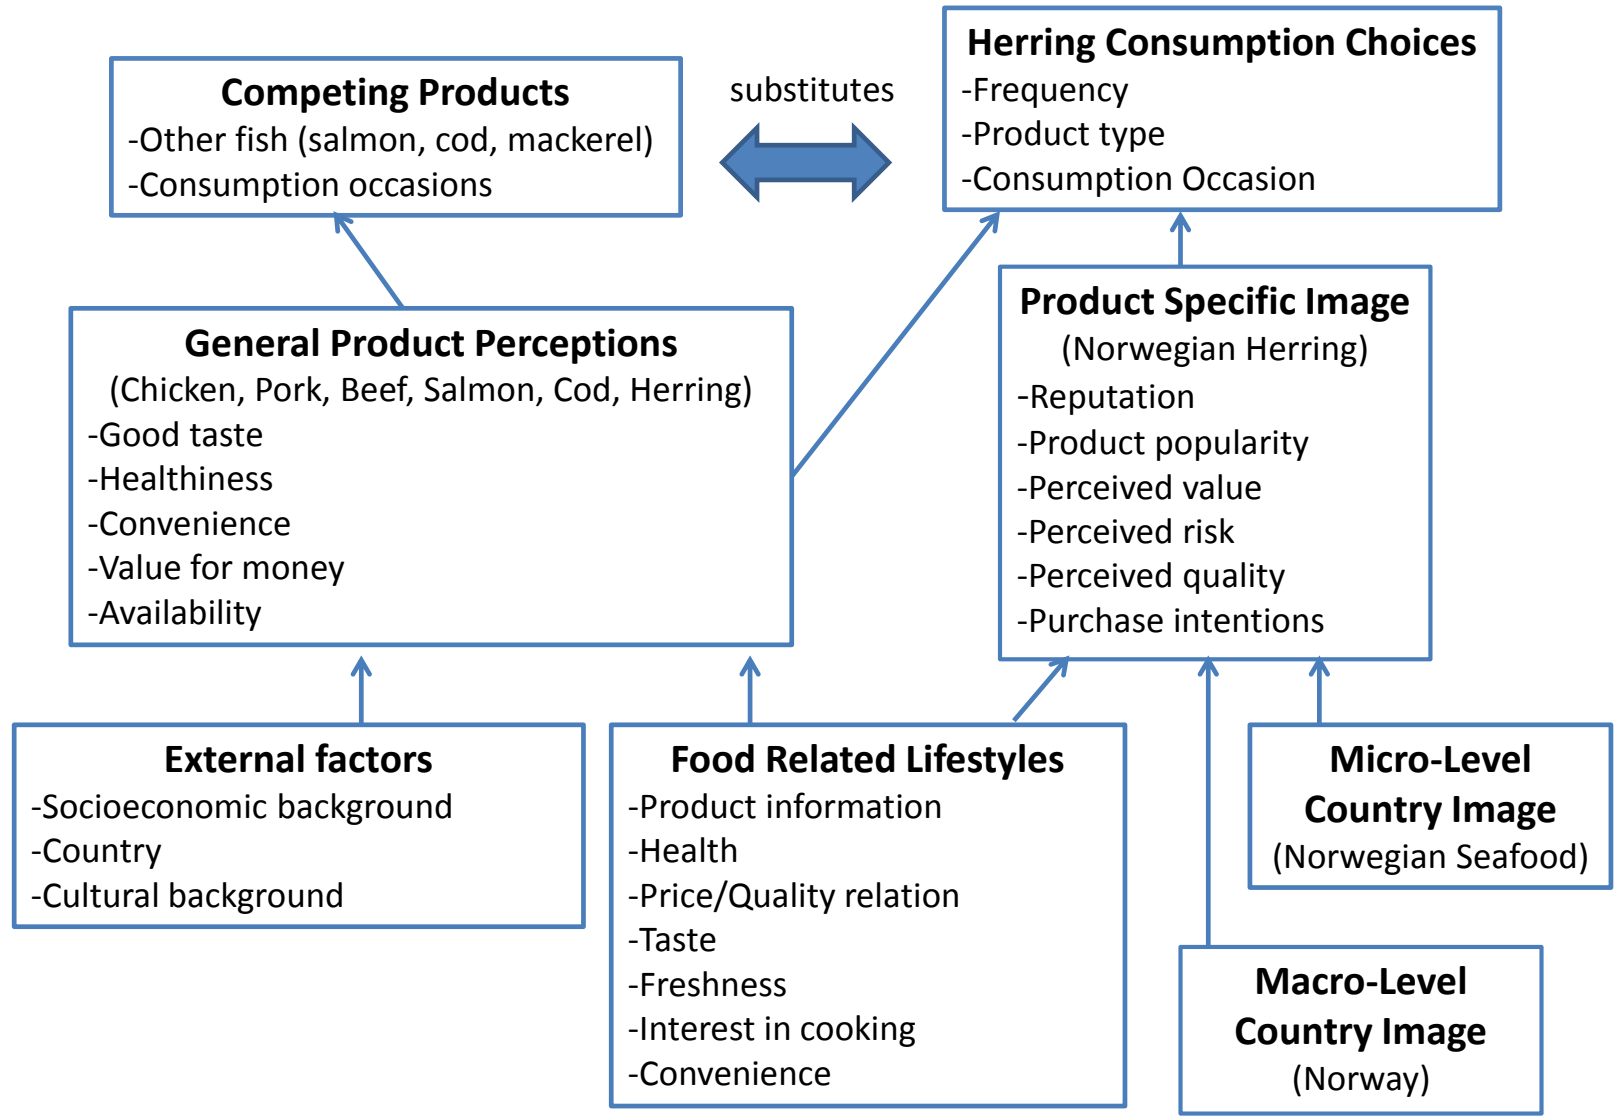 Competing Products
-Other fish (salmon, cod, mackerel)
-Consumption occasions
substitutes
Herring Consumption Choices
-Frequency
-Product type
-Consumption Occasion
General Product Perceptions
(Chicken, Pork, Beef, Salmon, Cod, Herring)
-Good taste
-Healthiness
-Convenience
-Value for money
-Availability
Product Specific Image
(Norwegian Herring)
-Reputation
-Product popularity
-Perceived value
-Perceived risk
-Perceived quality
-Purchase intentions
External factors
-Socioeconomic background
-Country
-Cultural background
Food Related Lifestyles
-Product information
-Health
-Price/Quality relation
-Taste
-Freshness
-Interest in cooking
-Convenience
Micro-Level
Country Image
(Norwegian Seafood)
Macro-Level
Country Image
(Norway)